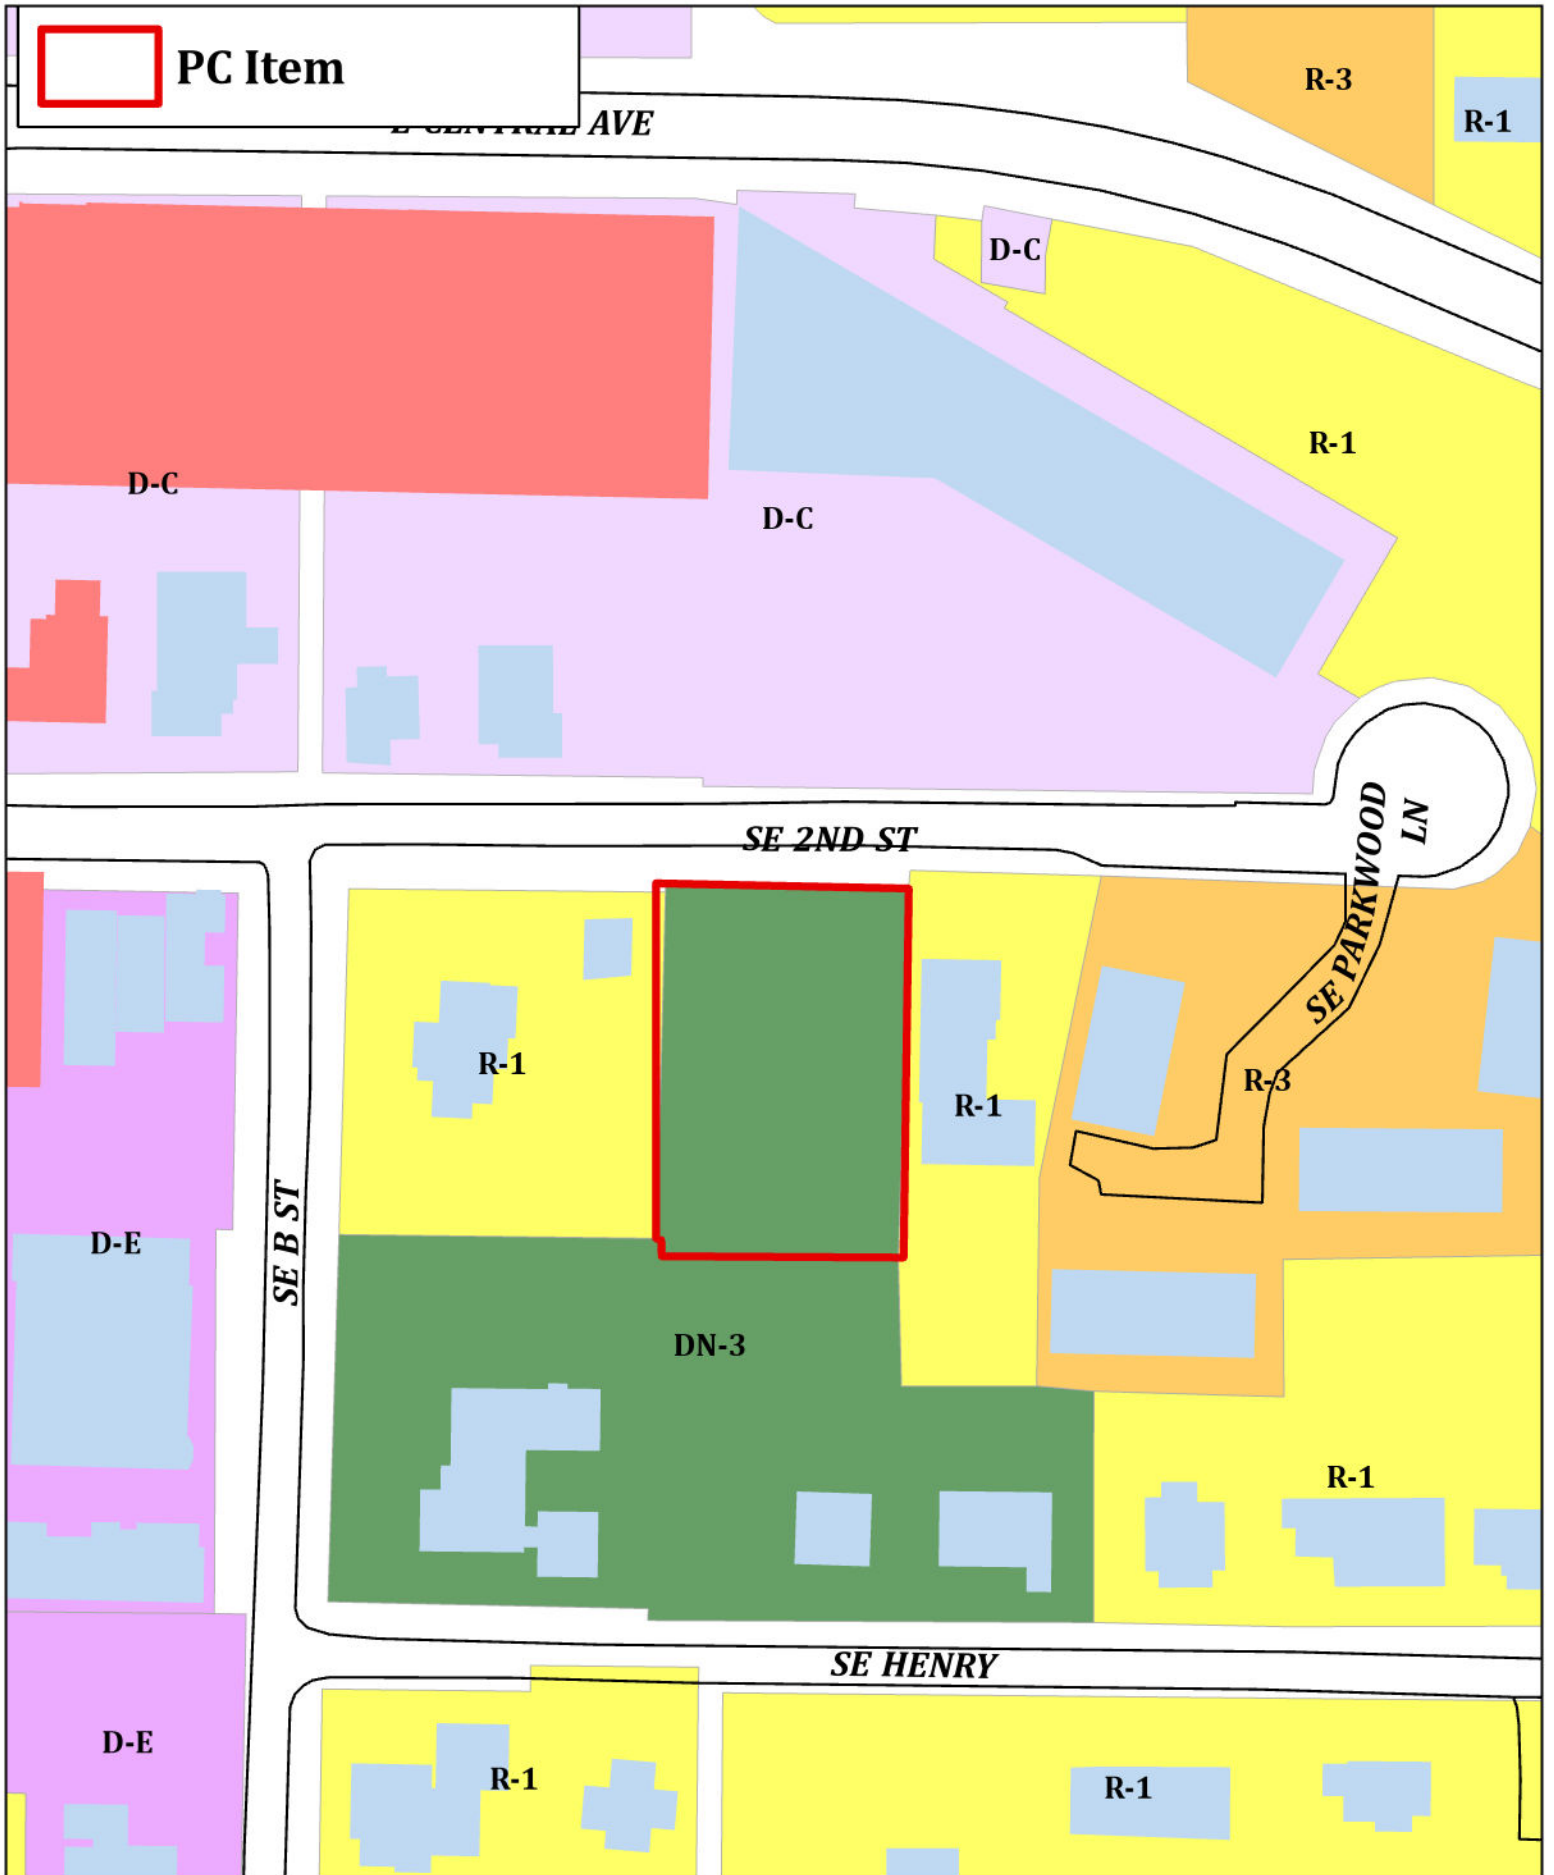 PC Item
R-3
R-1
AVE
D-C
R-1
D-C
D-C
SE 2ND ST
SE PARKWOOD
LN
R-1
R-3
R-1
SE B ST
D-E
DN-3
R-1
SE HENRY
D-E
R-1
R-1